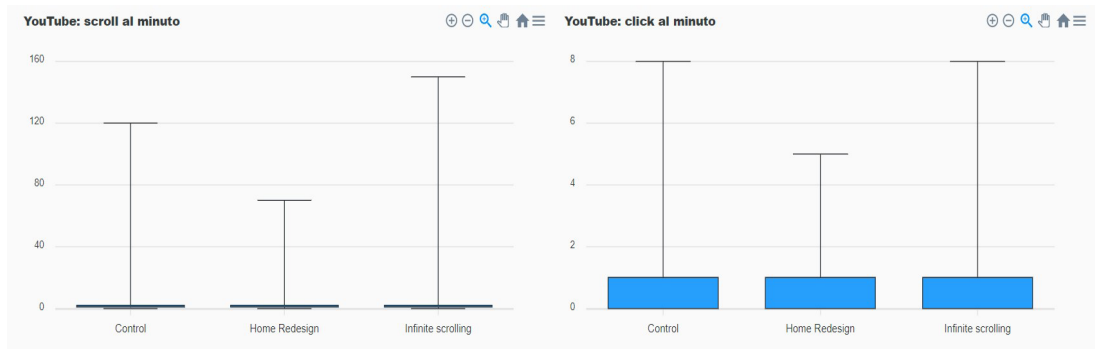 YouTube: scroll al minuto
160
120
80
40
0
Control Home Redesign Infinite scrolling
YouTube: click al minuto
8
6
4
2
0
Control Home Redesign Infinite scrolling